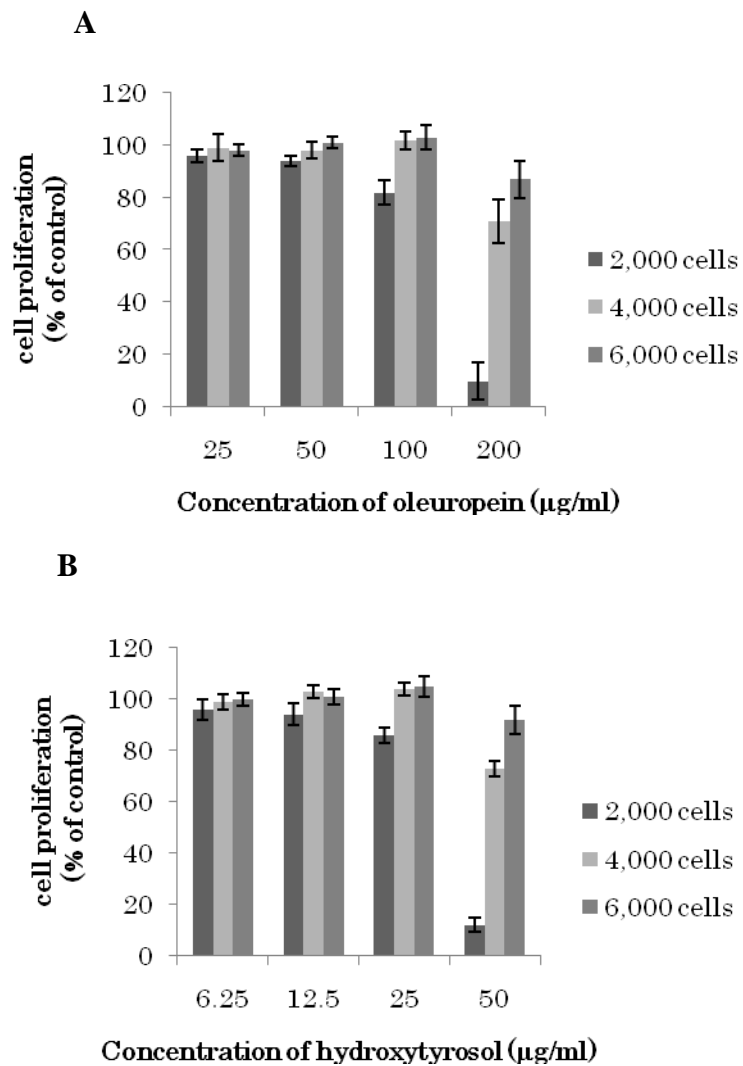 A
120
100
80
60
40
20
0
cell proliferation
(% of control)
25 50 100 200
Concentration of oleuropein (µg/ml)
2,000 cells
4,000 cells
6,000 cells
B
120
100
80
60
40
20
0
cell proliferation
(% of control)
6.25 12.5 25 50
Concentration of hydroxytyrosol (µg/ml)
2,000 cells
4,000 cells
6,000 cells